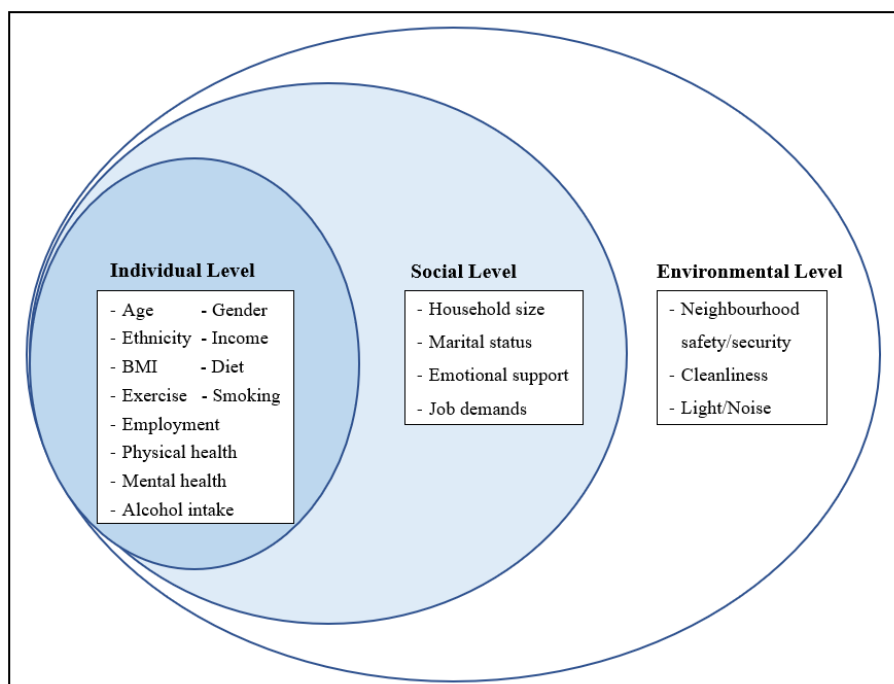 Individual Level
- Age - Gender
- Ethnicity - Income
- BMI - Diet
- Exercise - Smoking
- Employment
- Physical health
- Mental health
- Alcohol intake
Social Level
- Household size
- Marital status
- Emotional support
- Job demands
Environmental Level
- Neighbourhood
safety/security
- Cleanliness
- Light/Noise